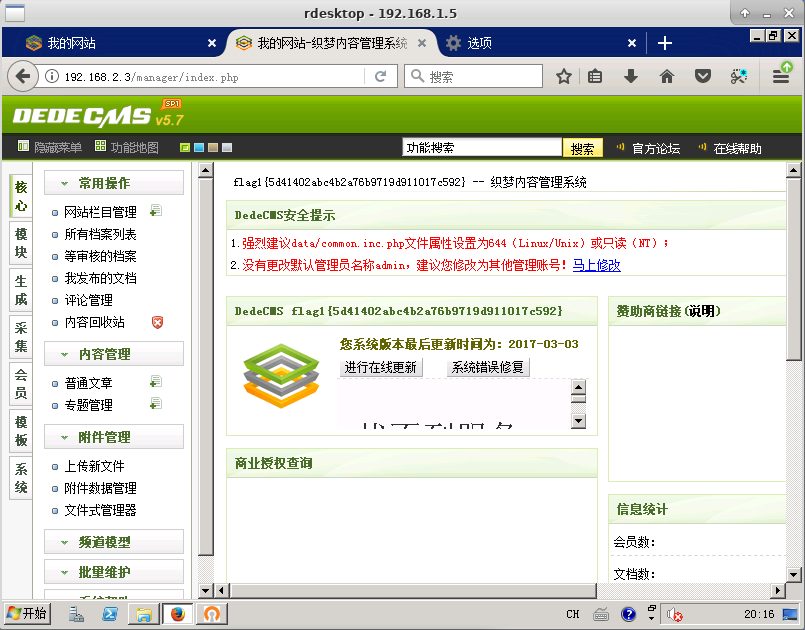 rdesktop - 192.168.1.5
我的网站
我的网站-织梦内容管理系统
选项
192.168.2.3/manager/index.php
搜索
DEDECMS v5.7 SP1
隐藏菜单
功能地图
功能搜索
搜索
官方论坛
在线帮助
核心
模块
生成
采集
会员
模板
系统
常用操作
网站栏目管理
所有档案列表
等审核的档案
我发布的文档
评论管理
内容回收站
内容管理
普通文章
专题管理
附件管理
上传新文件
附件数据管理
文件式管理器
频道模型
批量维护
flag1{5d41402abc4b2a76b9719d911017c592} -- 织梦内容管理系统
DedeCMS安全提示
1.强烈建议data/common.inc.php文件属性设置为644（Linux/Unix）或只读（NT）；
2.没有更改默认管理员名称admin，建议您修改为其他管理账号！马上修改
DedeCMS flag1{5d41402abc4b2a76b9719d911017c592}
您系统版本最后更新时间为：2017-03-03
进行在线更新
系统错误修复
商业授权查询
赞助商链接(说明)
信息统计
会员数：
文档数：
开始
CH
20:16